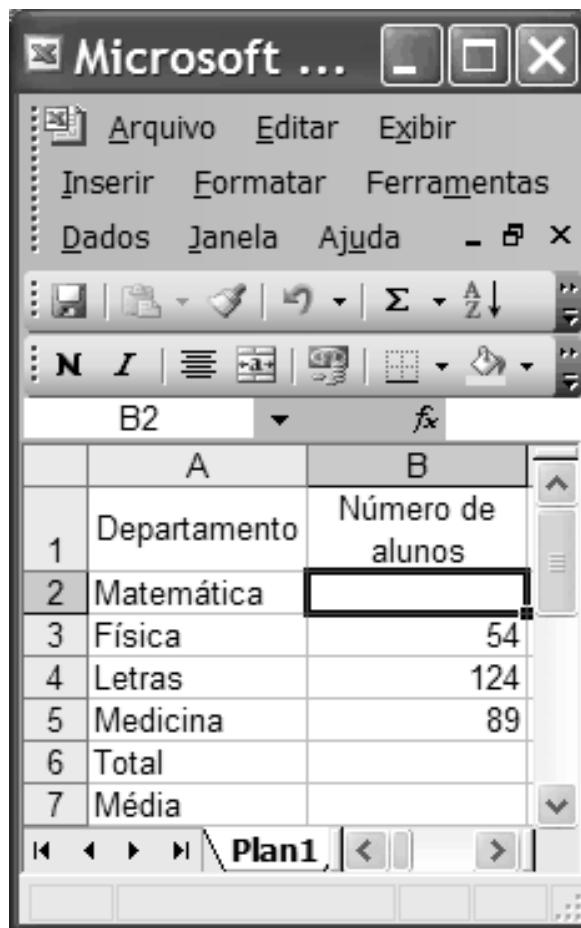 Microsoft ...
Arquivo Editar Exibir
Inserir Formatar Ferramentas
Dados Janela Ajuda
Σ A Z
N I a
B2 fx
A B
1 Departamento Número de
alunos
2 Matemática
3 Física 54
4 Letras 124
5 Medicina 89
6 Total
7 Média
Plan1